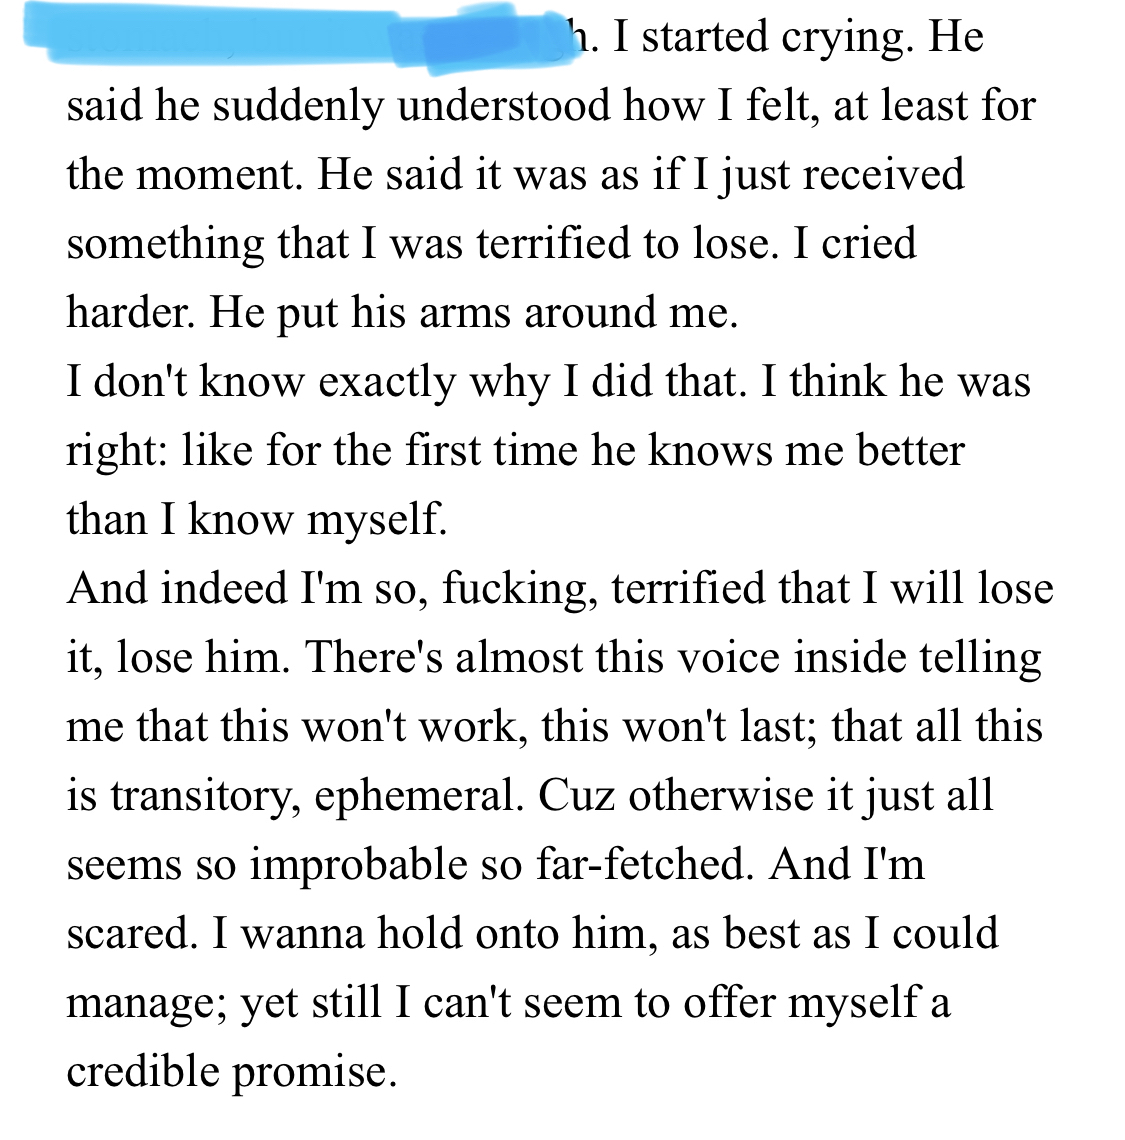 h. I started crying. He
said he suddenly understood how I felt, at least for
the moment. He said it was as if I just received
something that I was terrified to lose. I cried
harder. He put his arms around me.
I don't know exactly why I did that. I think he was
right: like for the first time he knows me better
than I know myself.
And indeed I'm so, fucking, terrified that I will lose
it, lose him. There's almost this voice inside telling
me that this won't work, this won't last; that all this
is transitory, ephemeral. Cuz otherwise it just all
seems so improbable so far-fetched. And I'm
scared. I wanna hold onto him, as best as I could
manage; yet still I can't seem to offer myself a
credible promise.